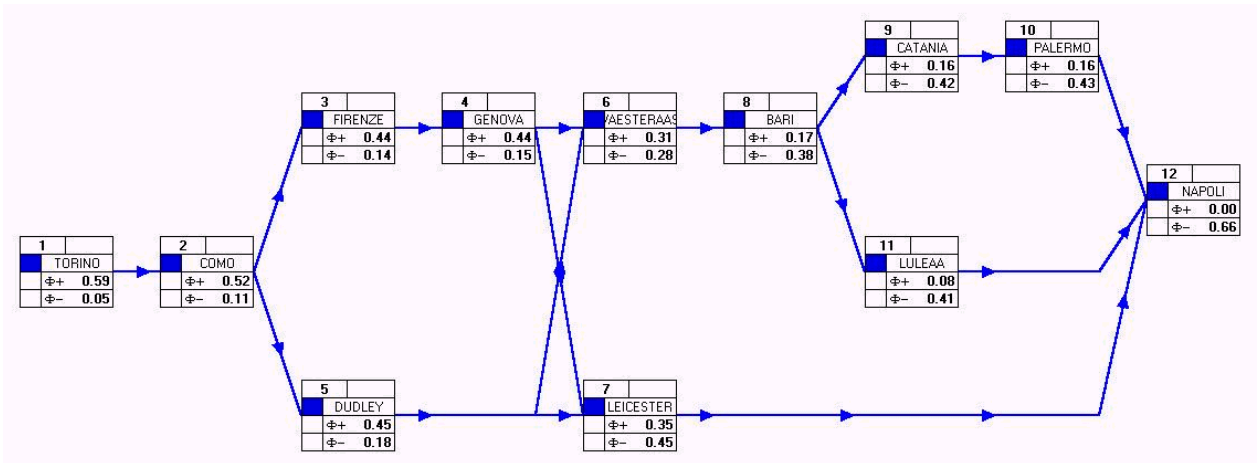 1
TORINO
Φ+ 0.59
Φ− 0.05
2
COMO
Φ+ 0.52
Φ− 0.11
3
FIRENZE
Φ+ 0.44
Φ− 0.14
4
GENOVA
Φ+ 0.44
Φ− 0.15
5
DUDLEY
Φ+ 0.45
Φ− 0.18
6
VAESTERAAS
Φ+ 0.31
Φ− 0.28
7
LEICESTER
Φ+ 0.35
Φ− 0.45
8
BARI
Φ+ 0.17
Φ− 0.38
9
CATANIA
Φ+ 0.16
Φ− 0.42
10
PALERMO
Φ+ 0.16
Φ− 0.43
11
LULEAA
Φ+ 0.08
Φ− 0.41
12
NAPOLI
Φ+ 0.00
Φ− 0.66